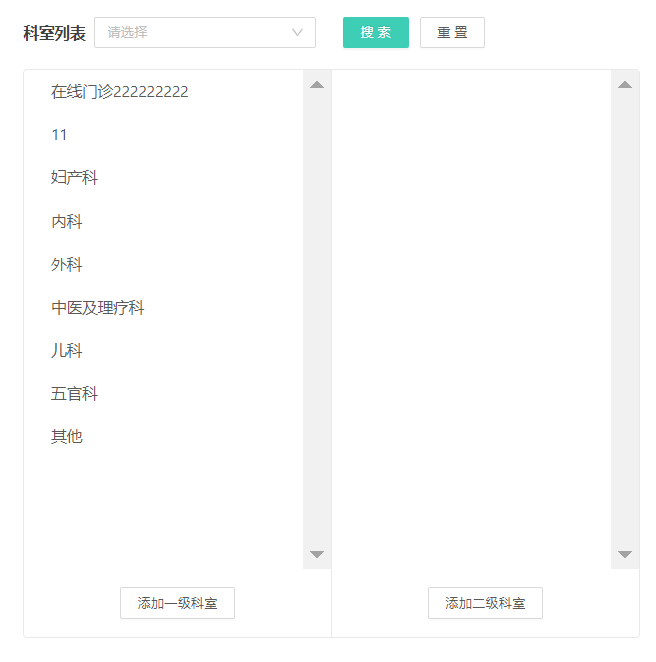 科室列表 请选择 搜 索 重 置
在线门诊222222222
11
妇产科
内科
外科
中医及理疗科
儿科
五官科
其他
添加一级科室 添加二级科室